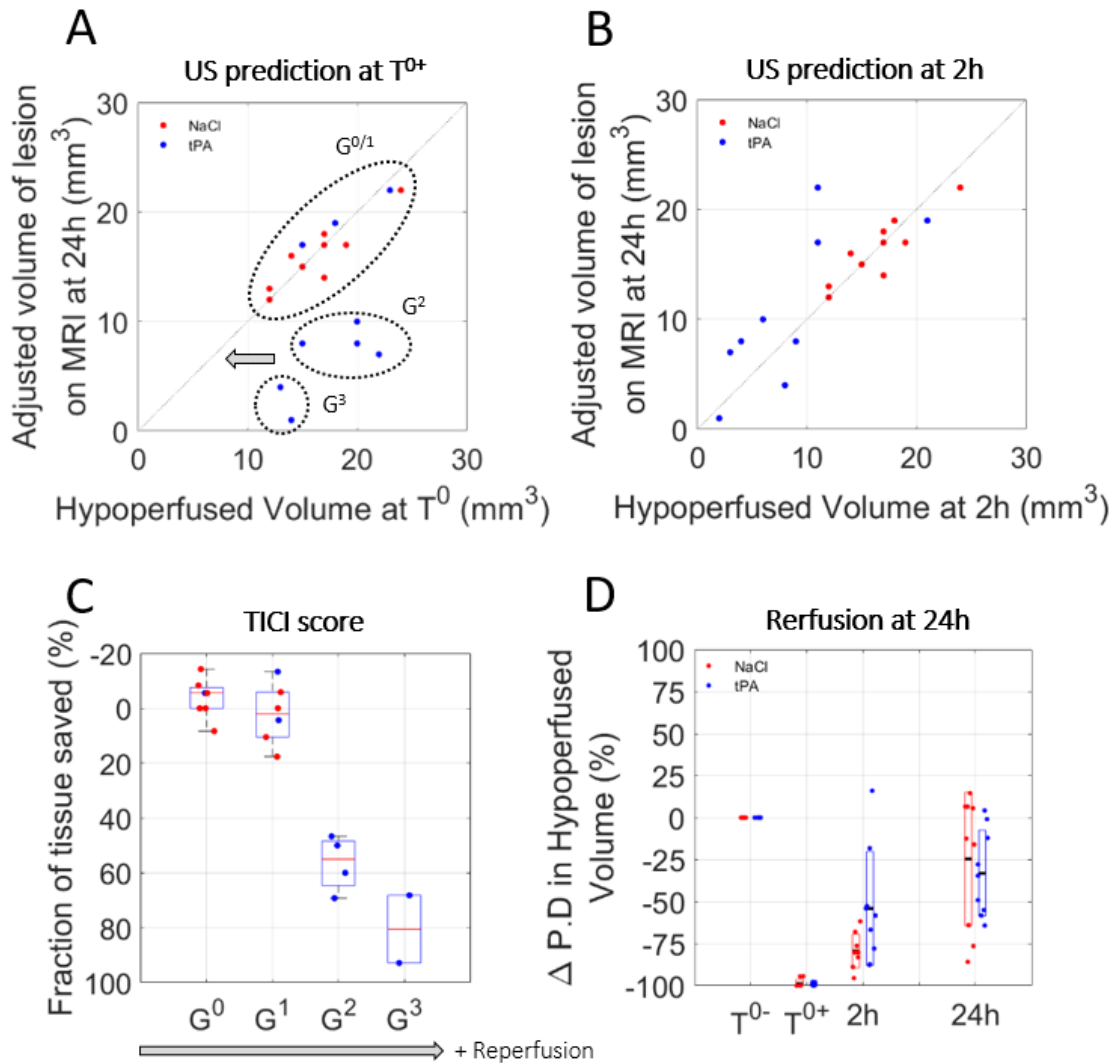 A
US prediction at T0+
Adjusted volume of lesion
on MRI at 24h (mm3)
30
20
10
0
NaCl
tPA
G0/1
G2
G3
0 10 20 30
Hypoperfused Volume at T0 (mm3)
B
US prediction at 2h
Adjusted volume of lesion
on MRI at 24h (mm3)
30
20
10
0
NaCl
tPA
0 10 20 30
Hypoperfused Volume at 2h (mm3)
C
TICI score
Fraction of tissue saved (%)
-20
0
20
40
60
80
100
G0 G1 G2 G3
+ Reperfusion
D
Rerfusion at 24h
Δ P.D in Hypoperfused
Volume (%)
100
75
50
25
0
-25
-50
-75
-100
NaCl
tPA
T0- T0+ 2h 24h